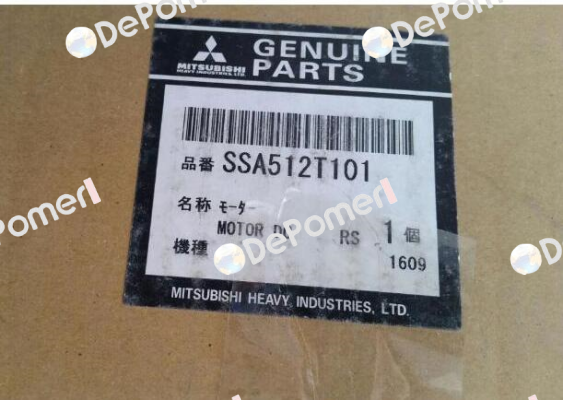 DePomerl
DePomerl
GENUINE
PARTS
MITSUBISHI
HEAVY INDUSTRIES, LTD.
品番 SSA512T101
名称 モーター
MOTOR DC RS 1個
機種
1609
DePomerl
DePomerl
MITSUBISHI HEAVY INDUSTRIES, LTD.